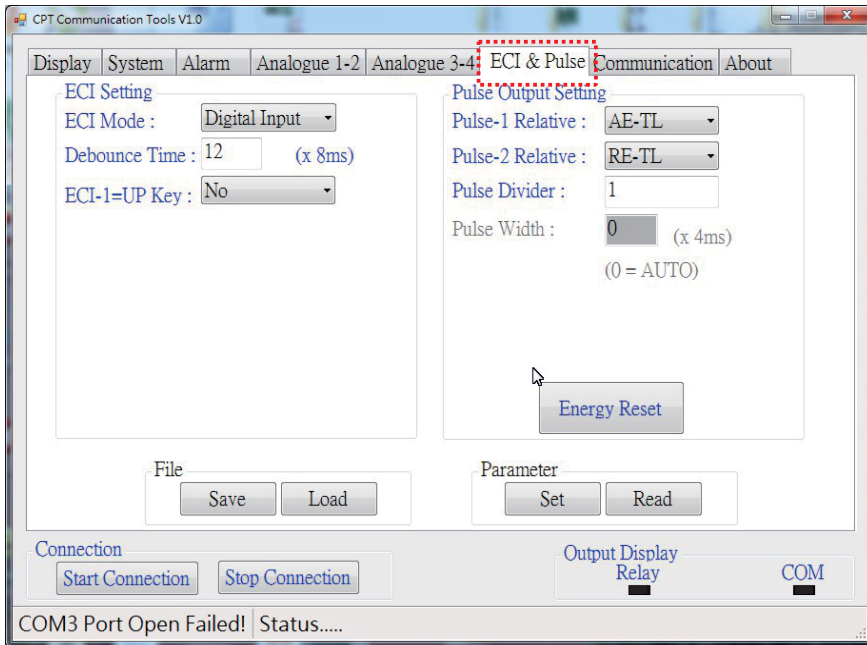 CPT Communication Tools V1.0
Display System Alarm Analogue 1-2 Analogue 3-4 ECI & Pulse Communication About
ECI Setting
ECI Mode : Digital Input
Debounce Time : 12 (x 8ms)
ECI-1=UP Key : No
Pulse Output Setting
Pulse-1 Relative : AE-TL
Pulse-2 Relative : RE-TL
Pulse Divider : 1
Pulse Width : 0 (x 4ms)
(0 = AUTO)
Energy Reset
File
Save Load
Parameter
Set Read
Connection
Start Connection Stop Connection
Output Display
Relay COM
COM3 Port Open Failed! Status.....